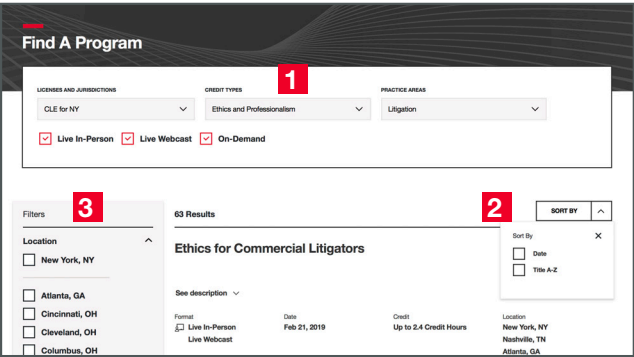 Find A Program
1
LICENSES AND JURISDICTIONS CREDIT TYPES PRACTICE AREAS
CLE for NY Ethics and Professionalism Litigation
Live In-Person Live Webcast On-Demand
3
Filters
63 Results
2
SORT BY
Sort By
Date
Title A-Z
Location
New York, NY
Atlanta, GA
Cincinnati, OH
Cleveland, OH
Columbus, OH
Ethics for Commercial Litigators
See description
Format Date Credit Location
Live In-Person Feb 21, 2019 Up to 2.4 Credit Hours New York, NY
Live Webcast Nashville, TN
Atlanta, GA